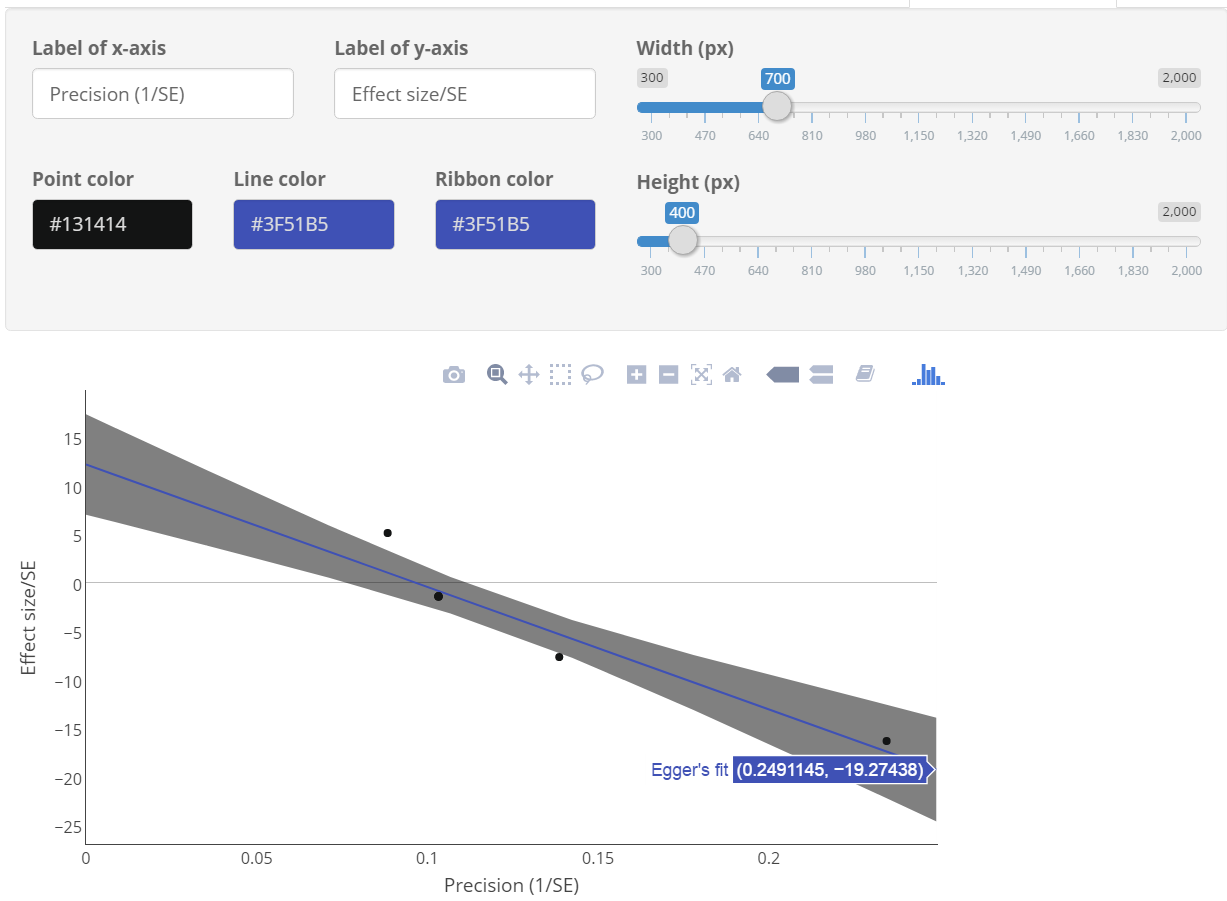 Label of x-axis
Label of y-axis
Width (px)
Precision (1/SE)
Effect size/SE
300
700
2,000
300 470 640 810 980 1,150 1,320 1,490 1,660 1,830 2,000
Point color
Line color
Ribbon color
Height (px)
#131414
#3F51B5
#3F51B5
400
2,000
300 470 640 810 980 1,150 1,320 1,490 1,660 1,830 2,000
15
10
5
0
−5
−10
−15
−20
−25
Effect size/SE
Egger's fit (0.2491145, −19.27438)
0 0.05 0.1 0.15 0.2
Precision (1/SE)